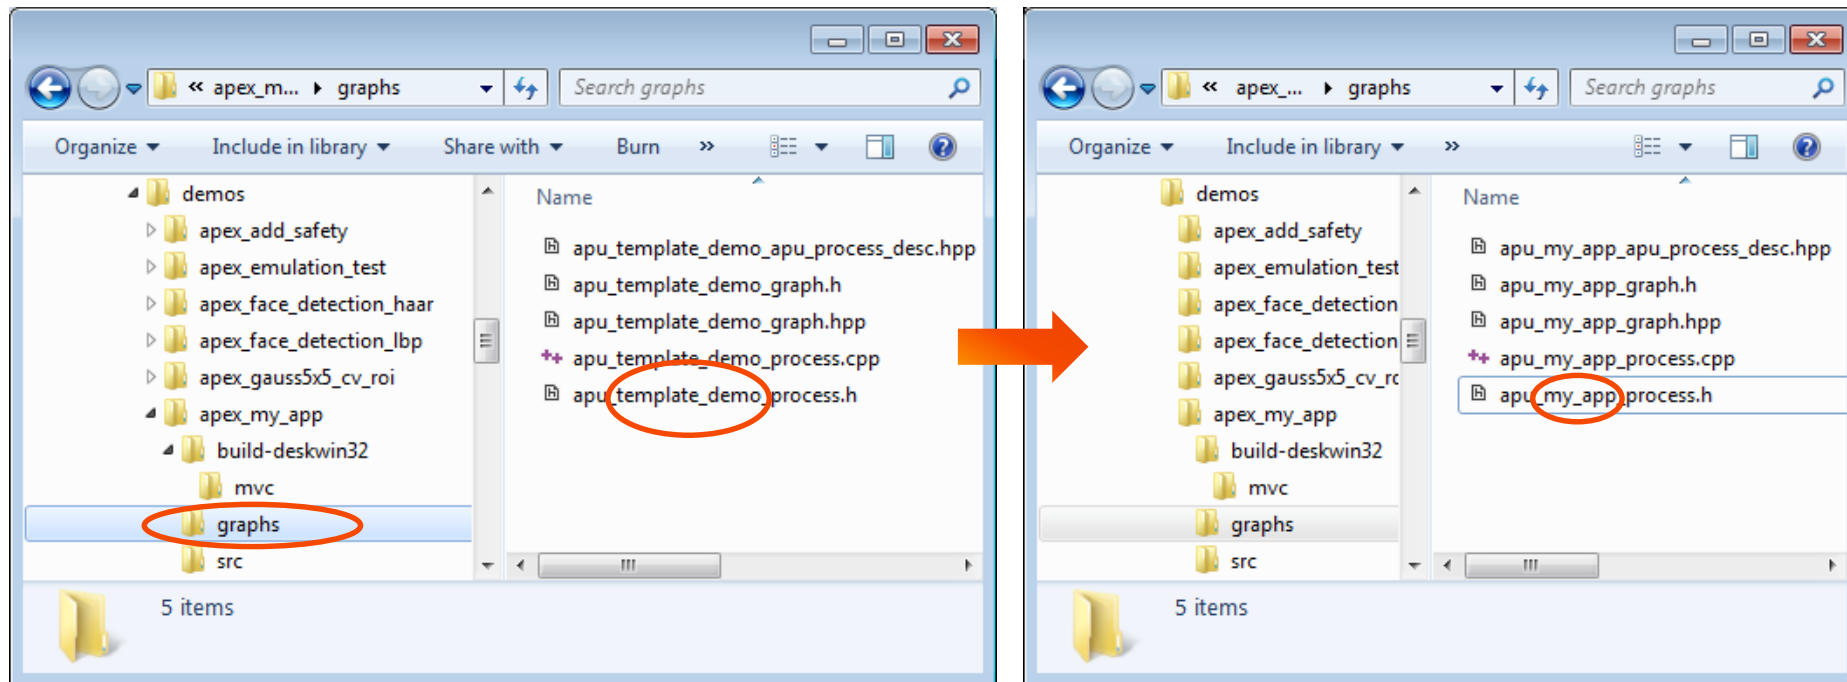 « apex_m... graphs
Search graphs
Organize
Include in library
Share with
Burn
»
demos
apex_add_safety
apex_emulation_test
apex_face_detection_haar
apex_face_detection_lbp
apex_gauss5x5_cv_roi
apex_my_app
build-deskwin32
mvc
graphs
src
Name
apu_template_demo_apu_process_desc.hpp
apu_template_demo_graph.h
apu_template_demo_graph.hpp
apu_template_demo_process.cpp
apu_template_demo_process.h
5 items
« apex_... graphs
Search graphs
Organize
Include in library
»
demos
apex_add_safety
apex_emulation_test
apex_face_detection
apex_face_detection
apex_gauss5x5_cv_rc
apex_my_app
build-deskwin32
mvc
graphs
src
Name
apu_my_app_apu_process_desc.hpp
apu_my_app_graph.h
apu_my_app_graph.hpp
apu_my_app_process.cpp
apu_my_app_process.h
5 items